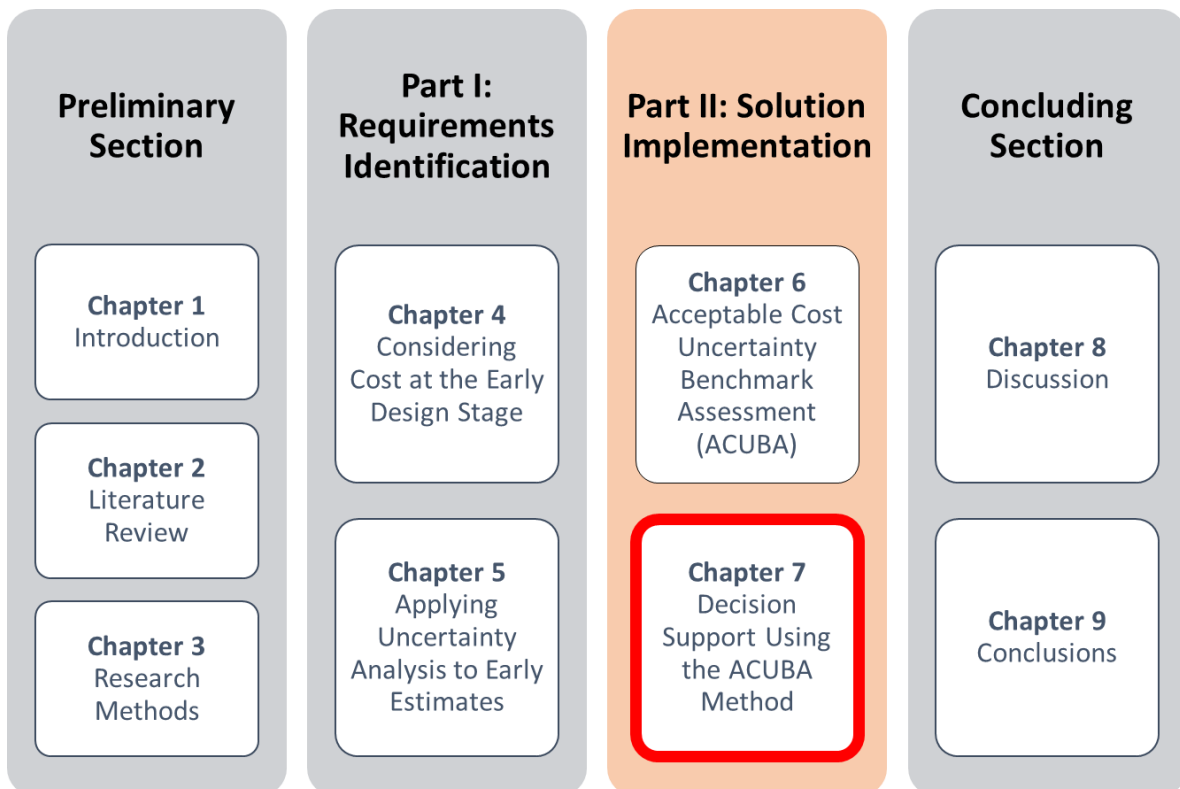 Preliminary
Section
Chapter 1
Introduction
Chapter 2
Literature
Review
Chapter 3
Research
Methods
Part I:
Requirements
Identification
Chapter 4
Considering
Cost at the Early
Design Stage
Chapter 5
Applying
Uncertainty
Analysis to Early
Estimates
Part II: Solution
Implementation
Chapter 6
Acceptable Cost
Uncertainty
Benchmark
Assessment
(ACUBA)
Chapter 7
Decision
Support Using
the ACUBA
Method
Concluding
Section
Chapter 8
Discussion
Chapter 9
Conclusions